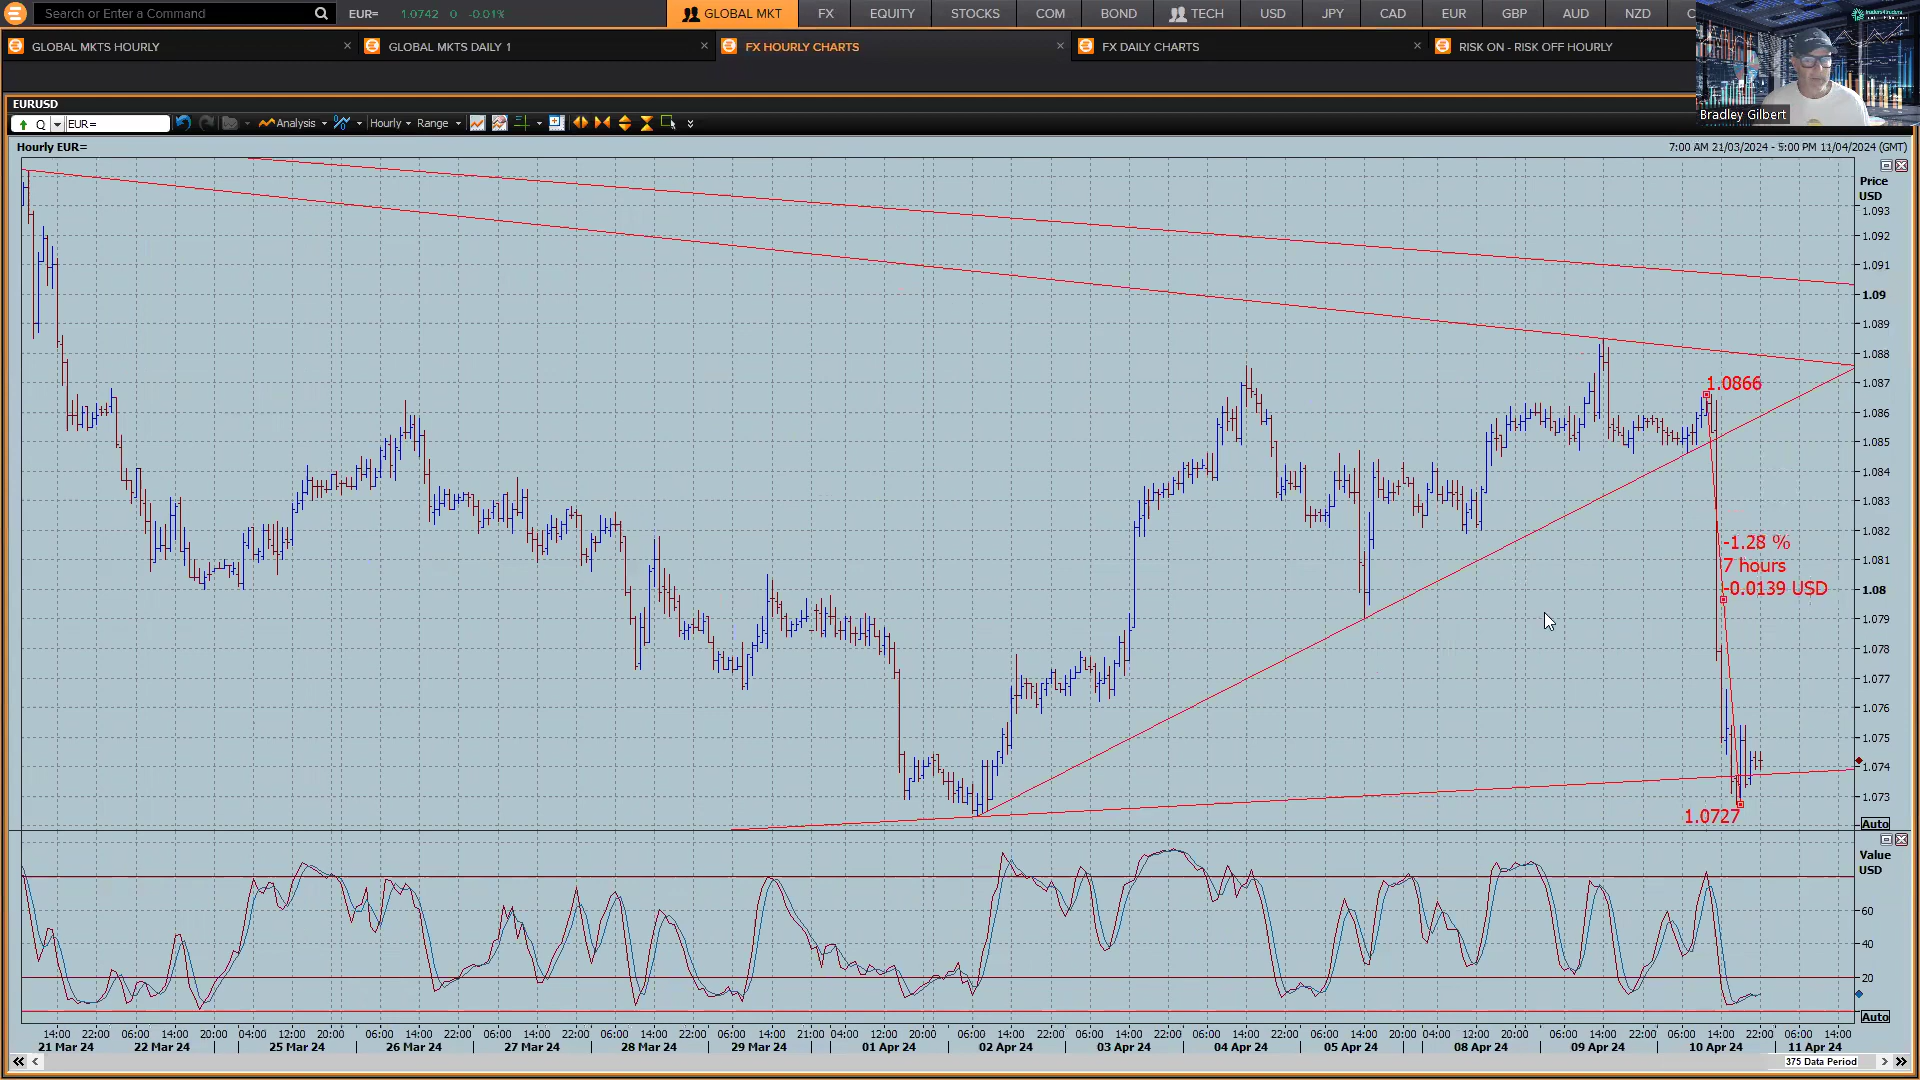 Search or Enter a Command
EUR= 1.0742 0 -0.01%
GLOBAL MKT FX EQUITY STOCKS COM BOND TECH USD JPY CAD EUR GBP AUD NZD
GLOBAL MKTS HOURLY × GLOBAL MKTS DAILY 1 × FX HOURLY CHARTS × FX DAILY CHARTS × RISK ON - RISK OFF HOURLY
Bradley Gilbert
EURUSD
Q EUR= Analysis Hourly Range
Hourly EUR=
7:00 AM 21/03/2024 - 5:00 PM 11/04/2024 (GMT)
Price
USD
1.093
1.092
1.091
1.09
1.089
1.088
1.087
1.086
1.085
1.084
1.083
1.082
1.081
1.08
1.079
1.078
1.077
1.076
1.075
1.074
1.073
Auto
1.0866
-1.28 %
7 hours
-0.0139 USD
1.0727
Value
USD
60
40
20
Auto
14:00 22:00 06:00 14:00 20:00 04:00 12:00 20:00 06:00 14:00 22:00 06:00 14:00 22:00 06:00 14:00 22:00 06:00 14:00 21:00 04:00 12:00 20:00 06:00 14:00 22:00 06:00 14:00 22:00 06:00 14:00 22:00 06:00 14:00 20:00 04:00 12:00 20:00 06:00 14:00 22:00 06:00 14:00 22:00 06:00 14:00
21 Mar 24 22 Mar 24 25 Mar 24 26 Mar 24 27 Mar 24 28 Mar 24 29 Mar 24 01 Apr 24 02 Apr 24 03 Apr 24 04 Apr 24 05 Apr 24 08 Apr 24 09 Apr 24 10 Apr 24 11 Apr 24
375 Data Period